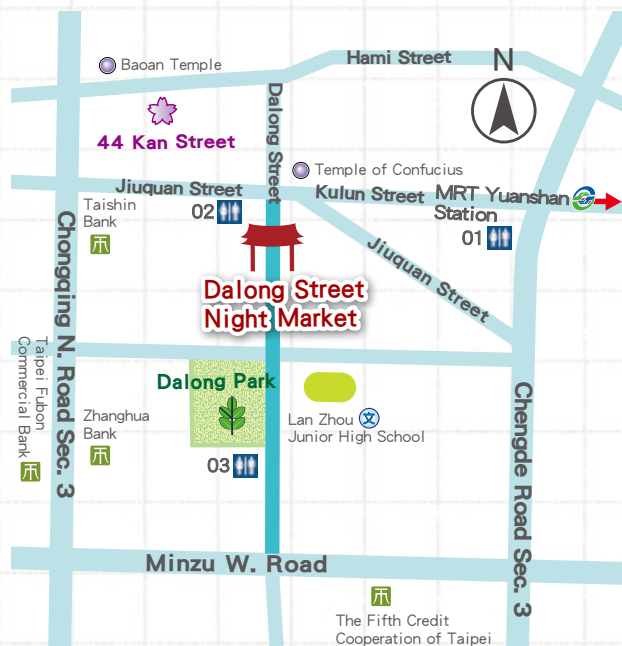 Hami Street
N
Baoan Temple
Dalong Street
44 Kan Street
Temple of Confucius
Jiuquan Street
Kulun Street
MRT Yuanshan
Station
Taishin
Bank
02
01
Chongqing N. Road Sec. 3
Jiuquan Street
Dalong Street
Night Market
Taipei Fubon
Commercial Bank
Dalong Park
Chengde Road Sec. 3
Zhanghua
Bank
Lan Zhou 文
Junior High School
03
Minzu W. Road
The Fifth Credit
Cooperation of Taipei